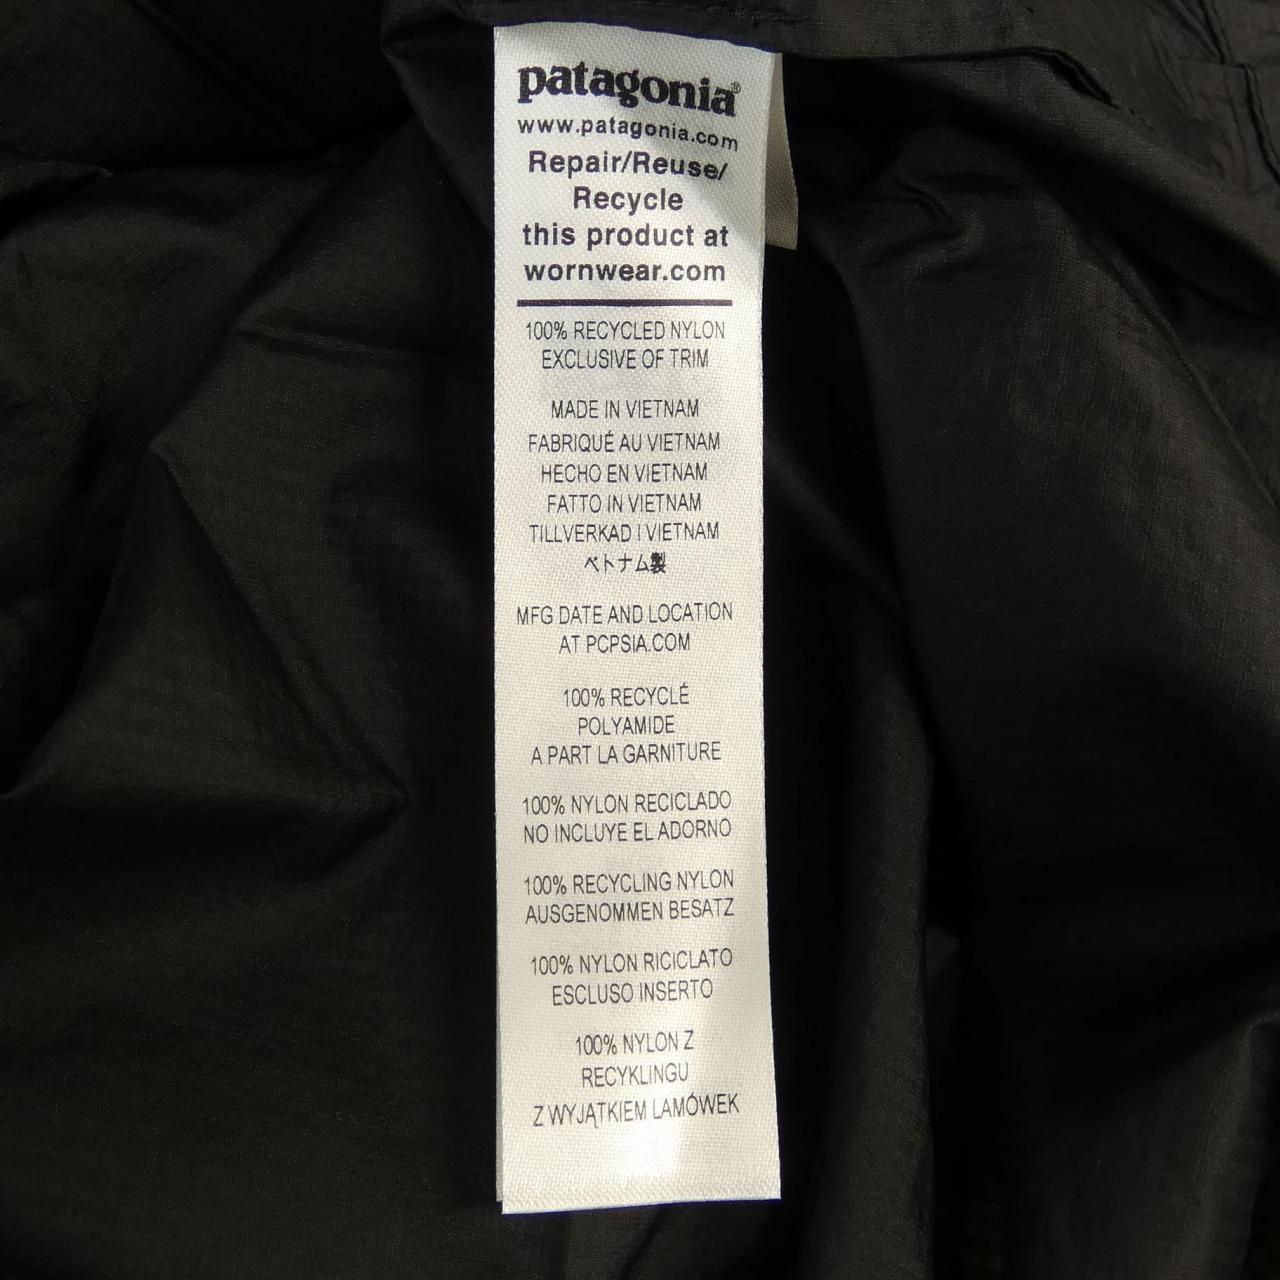 patagonia®
www.patagonia.com
Repair/Reuse/
Recycle
this product at
wornwear.com
100% RECYCLED NYLON
EXCLUSIVE OF TRIM
MADE IN VIETNAM
FABRIQUÉ AU VIETNAM
HECHO EN VIETNAM
FATTO IN VIETNAM
TILLVERKAD I VIETNAM
ベトナム製
MFG DATE AND LOCATION
AT PCPSIA.COM
100% RECYCLÉ
POLYAMIDE
A PART LA GARNITURE
100% NYLON RECICLADO
NO INCLUYE EL ADORNO
100% RECYCLING NYLON
AUSGENOMMEN BESATZ
100% NYLON RICICLATO
ESCLUSO INSERTO
100% NYLON Z
RECYKLINGU
Z WYJĄTKIEM LAMÓWEK